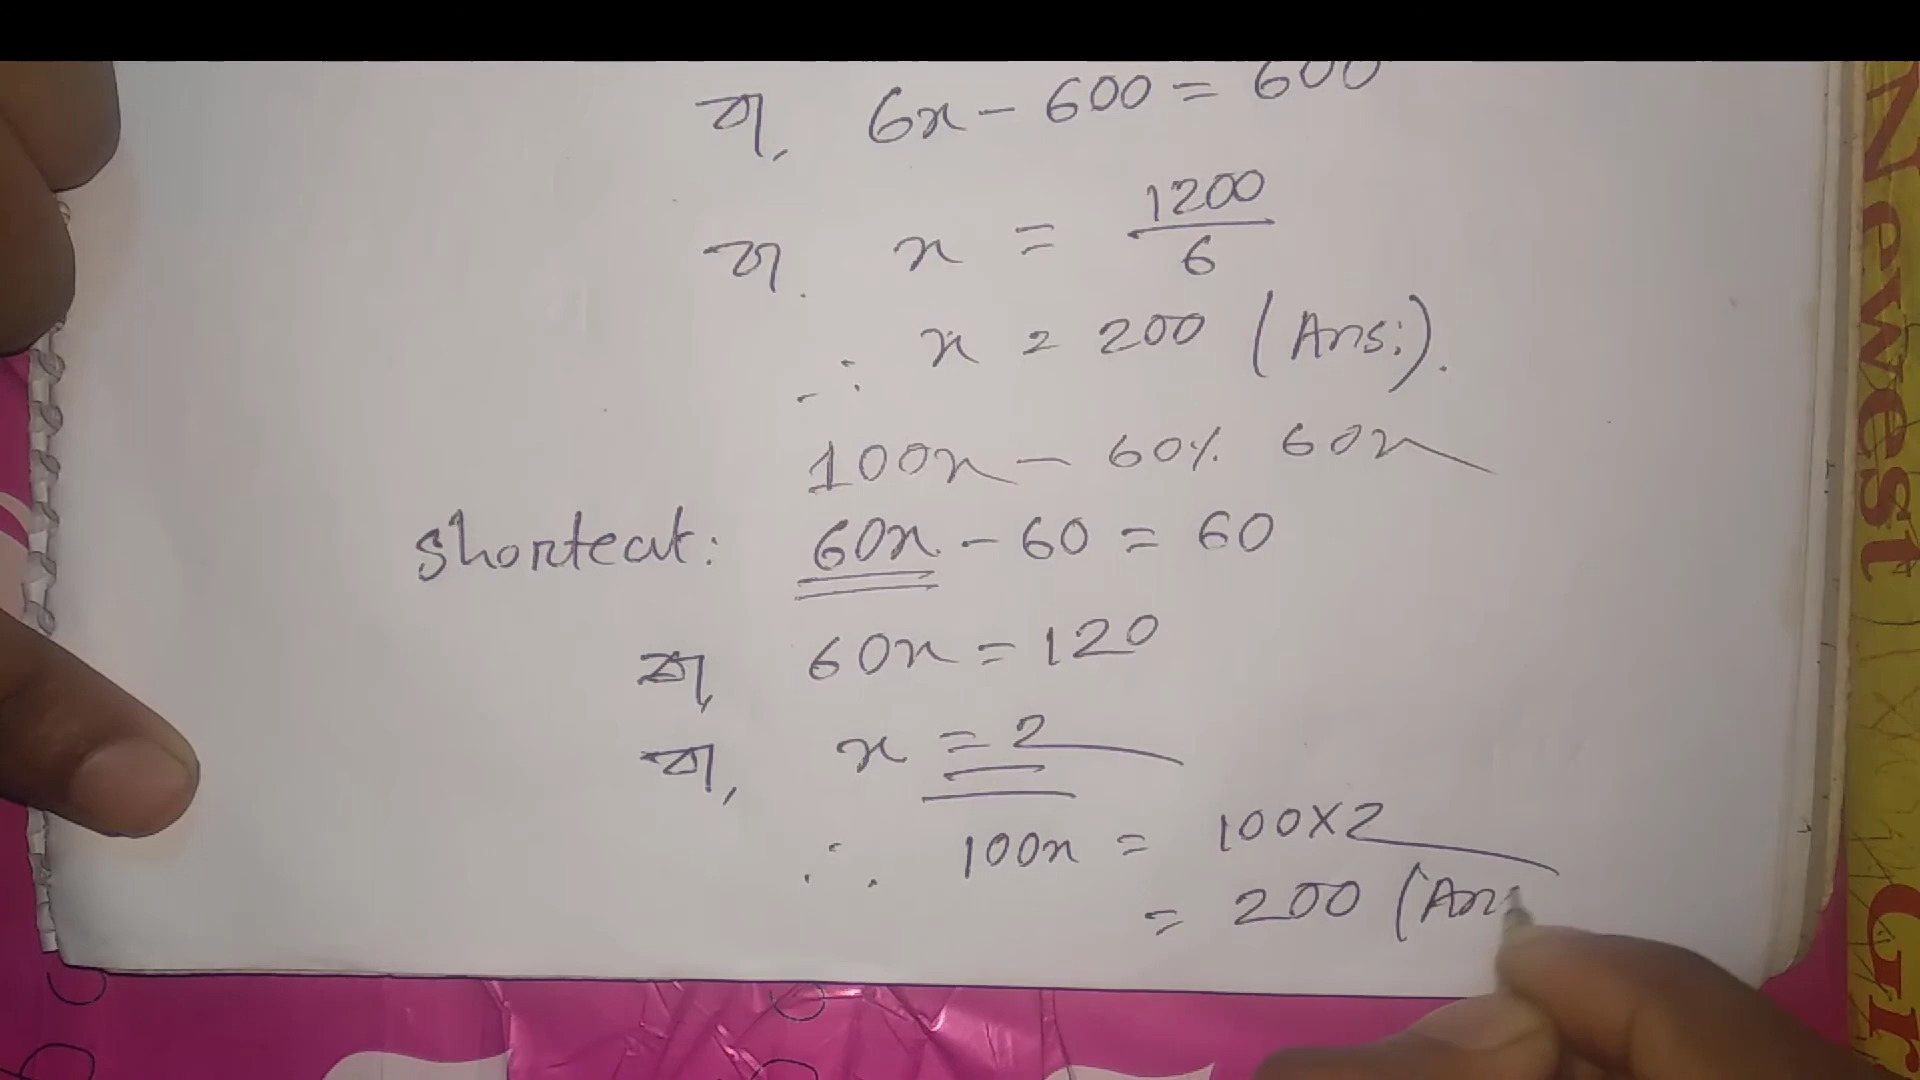 বা, 6x - 600 = 600
বা, x = 1200/6
∴ x = 200 (Ans:).
100x - 60% 60x
Shortcut: 60x - 60 = 60
বা, 60x = 120
বা, x = 2
∴ 100x = 100×2
= 200 (Ans
Newest Gr